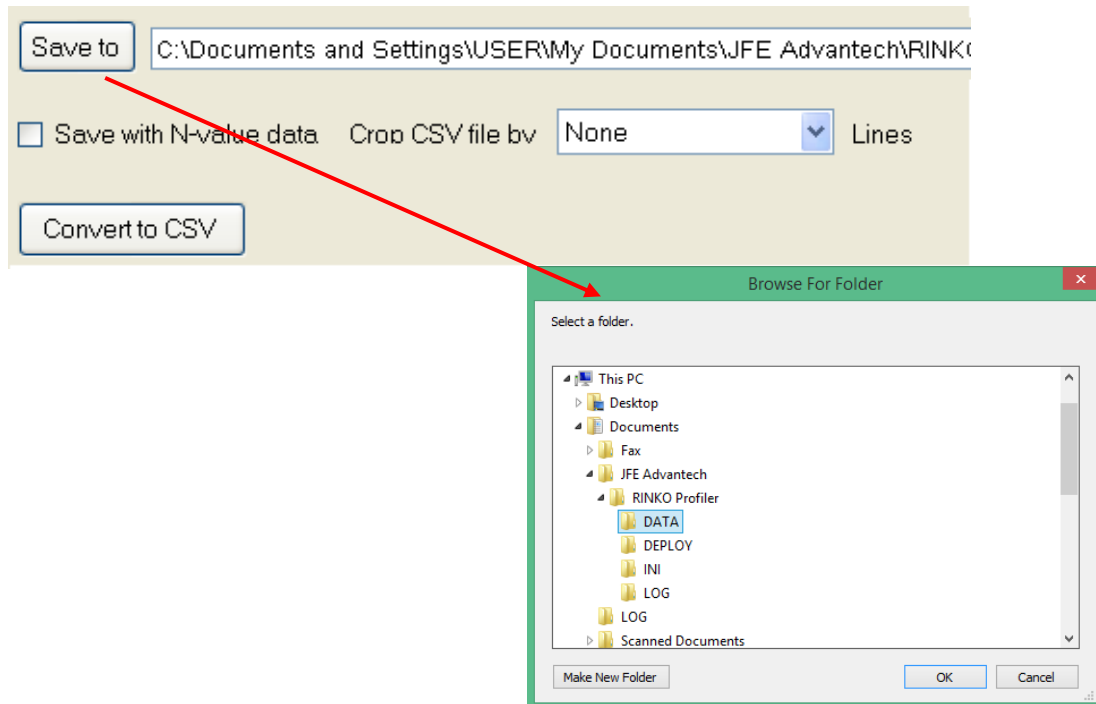 Save to C:\Documents and Settings\USER\My Documents\JFE Advantech\RINK
Save with N-value data Crop CSV file by None Lines
Convert to CSV
Browse For Folder
Select a folder.
This PC
Desktop
Documents
Fax
JFE Advantech
RINKO Profiler
DATA
DEPLOY
INI
LOG
LOG
Scanned Documents
Make New Folder OK Cancel